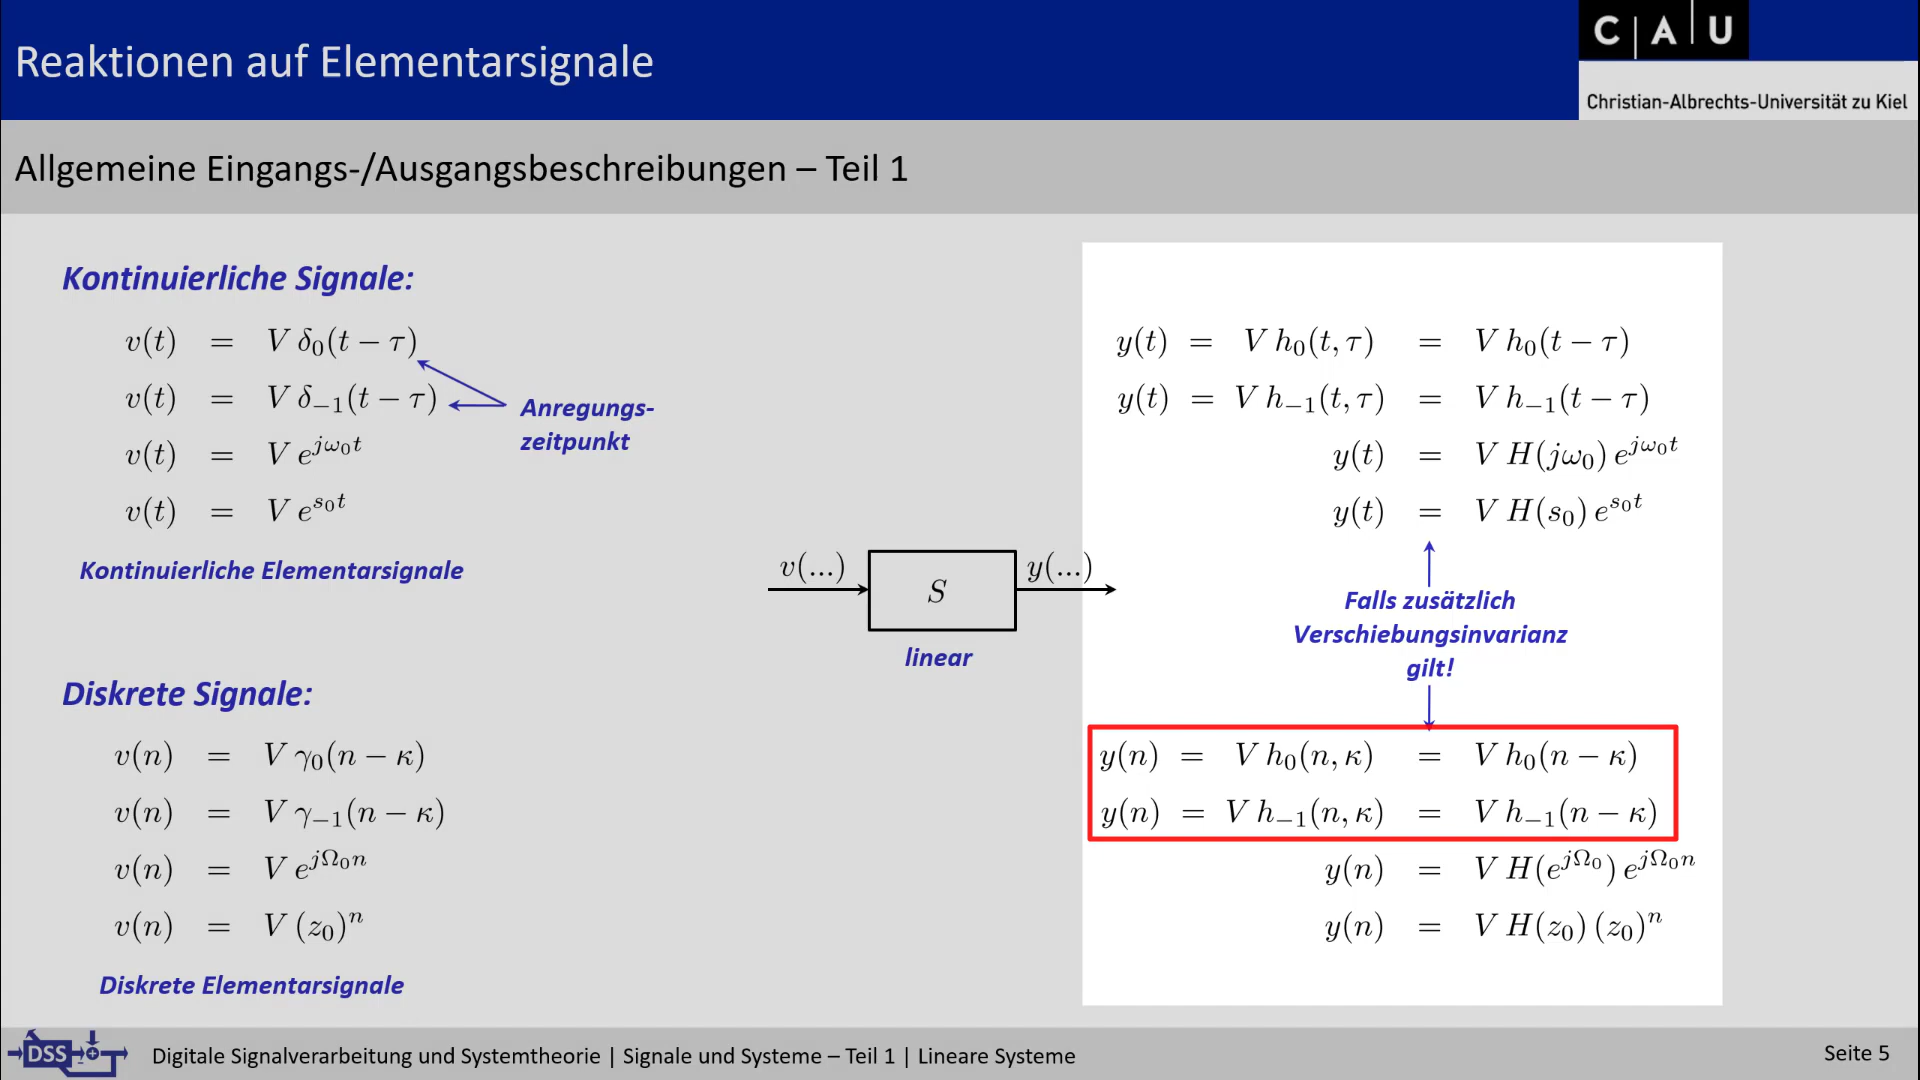 Reaktionen auf Elementarsignale
C | A | U
Christian-Albrechts-Universität zu Kiel
Allgemeine Eingangs-/Ausgangsbeschreibungen – Teil 1
Kontinuierliche Signale:
v(t) = V δ₀(t − τ)
v(t) = V δ₋₁(t − τ)
v(t) = V e^{jω₀t}
v(t) = V e^{s₀t}
Anregungs-
zeitpunkt
Kontinuierliche Elementarsignale
y(t) = V h₀(t, τ) = V h₀(t − τ)
y(t) = V h₋₁(t, τ) = V h₋₁(t − τ)
y(t) = V H(jω₀) e^{jω₀t}
y(t) = V H(s₀) e^{s₀t}
v(...)
S
y(...)
linear
Falls zusätzlich
Verschiebungsinvarianz
gilt!
Diskrete Signale:
v(n) = V γ₀(n − κ)
v(n) = V γ₋₁(n − κ)
v(n) = V e^{jΩ₀n}
v(n) = V (z₀)ⁿ
Diskrete Elementarsignale
y(n) = V h₀(n, κ) = V h₀(n − κ)
y(n) = V h₋₁(n, κ) = V h₋₁(n − κ)
y(n) = V H(e^{jΩ₀}) e^{jΩ₀n}
y(n) = V H(z₀) (z₀)ⁿ
DSS
Digitale Signalverarbeitung und Systemtheorie | Signale und Systeme – Teil 1 | Lineare Systeme
Seite 5